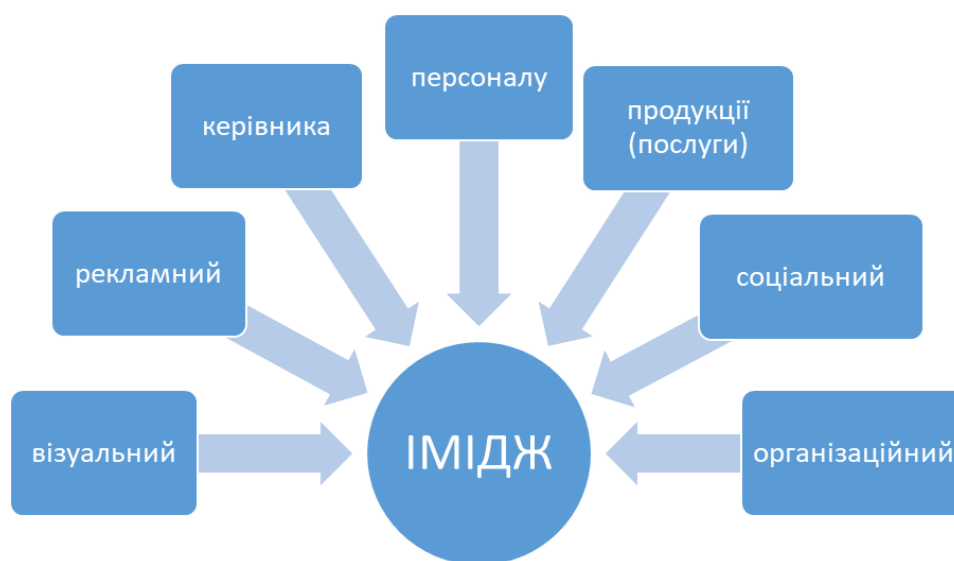 персоналу
керівника
продукції
(послуги)
рекламний
соціальний
візуальний
ІМІДЖ
організаційний